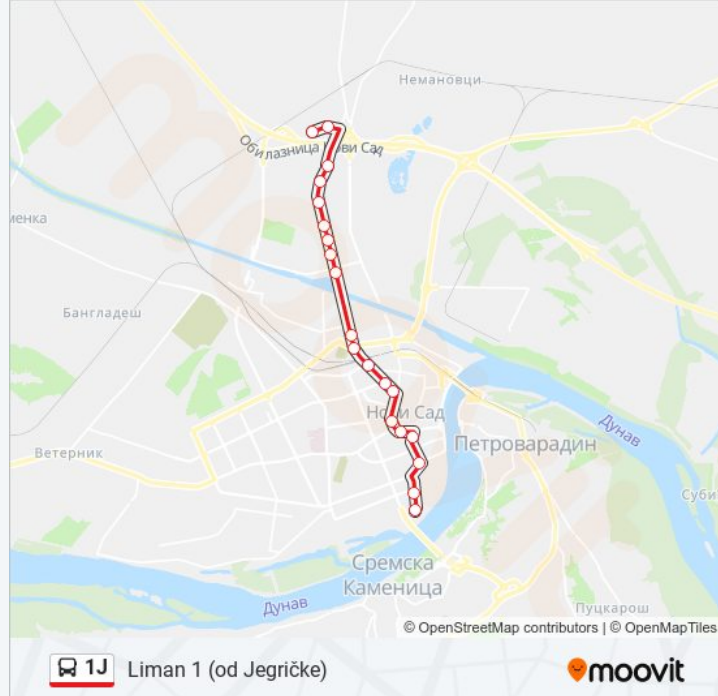 Немановци
Обилазница Нови Сад
менка
Бангладеш
Нови Сад
Дунав
Петроварадин
Ветерник
Суби
Сремска
Каменица
Дунав
Пуцкарош
© OpenStreetMap contributors | © OpenMapTiles
1J Liman 1 (od Jegričke)
moovit